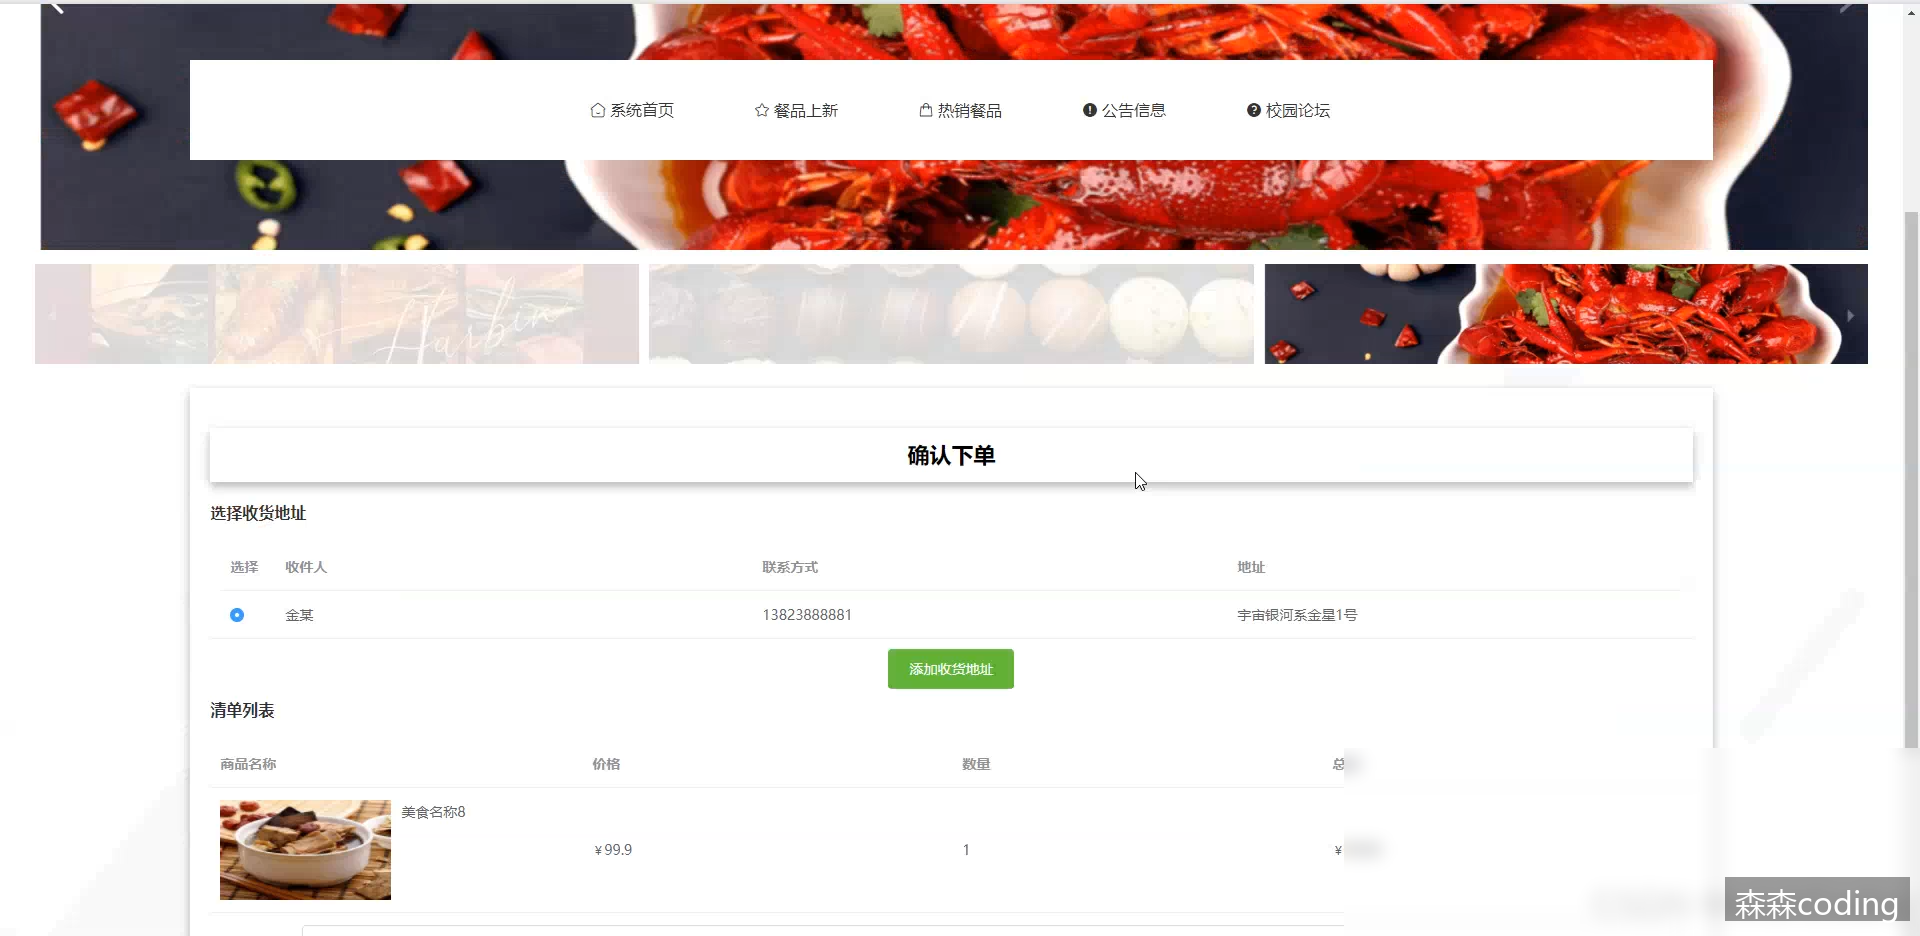 系统首页 餐品上新 热销餐品 公告信息 校园论坛
Harbin
确认下单
选择收货地址
选择 收件人 联系方式 地址
金某 13823888881 宇宙银河系金星1号
添加收货地址
清单列表
商品名称 价格 数量 总
美食名称8
¥99.9 1 ¥
森森coding